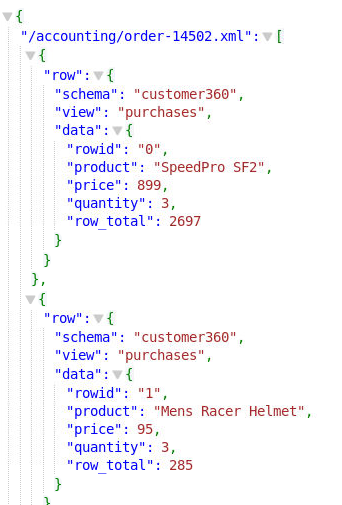 {
"/accounting/order-14502.xml": [
{
"row": {
"schema": "customer360",
"view": "purchases",
"data": {
"rowid": "0",
"product": "SpeedPro SF2",
"price": 899,
"quantity": 3,
"row_total": 2697
}
}
},
{
"row": {
"schema": "customer360",
"view": "purchases",
"data": {
"rowid": "1",
"product": "Mens Racer Helmet",
"price": 95,
"quantity": 3,
"row_total": 285
}
}